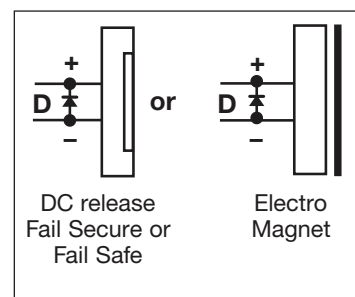 +
D
–
or
+
D
–
DC release
Fail Secure or
Fail Safe
Electro
Magnet